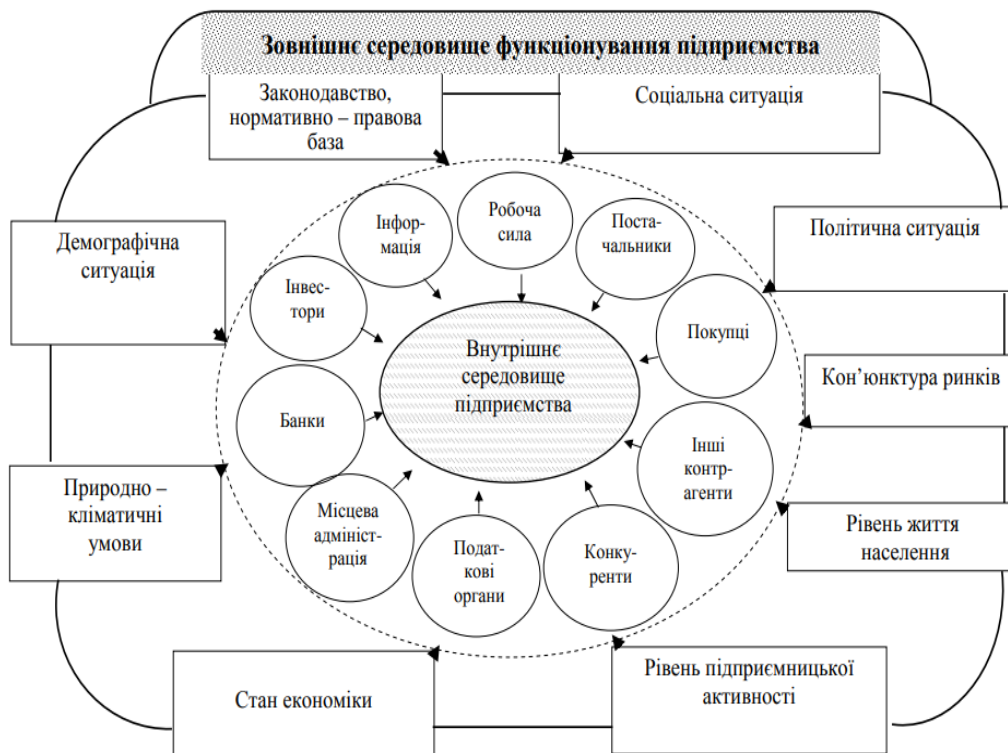 Зовнішнє середовище функціонування підприємства
Законодавство,
нормативно – правова
база
Соціальна ситуація
Демографічна
ситуація
Політична ситуація
Інфор-
мація
Робоча
сила
Поста-
чальники
Інвес-
тори
Покупці
Внутрішнє
середовище
підприємства
Кон’юнктура ринків
Банки
Інші
контр-
агенти
Природно –
кліматичні
умови
Місцева
адмініст-
рація
Подат-
кові
органи
Конку-
ренти
Рівень життя
населення
Стан економіки
Рівень підприємницької
активності